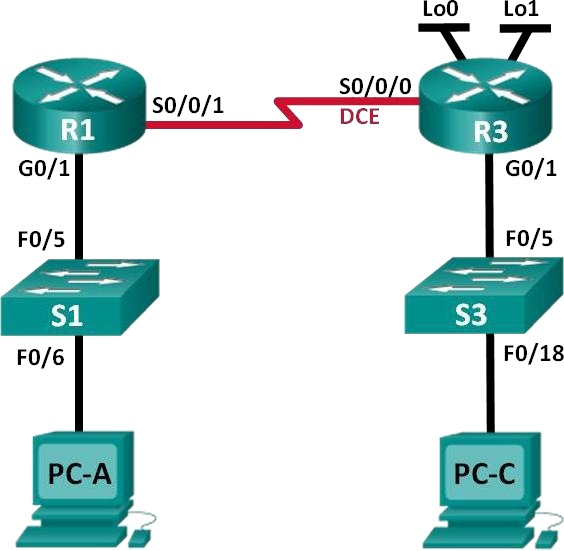 Lo0 Lo1
S0/0/0
S0/0/1
DCE
R1 R3
G0/1 G0/1
F0/5 F0/5
S1 S3
F0/6 F0/18
PC-A PC-C